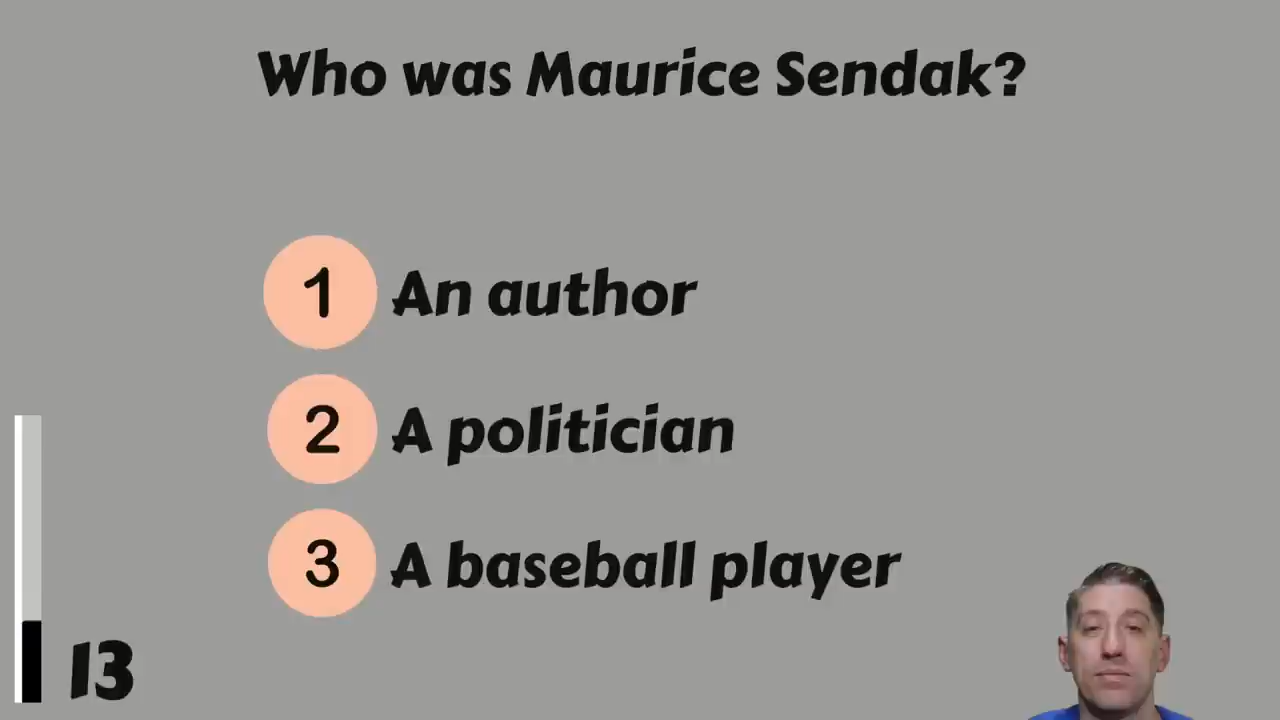 Who was Maurice Sendak?
1 An author
2 A politician
3 A baseball player
13